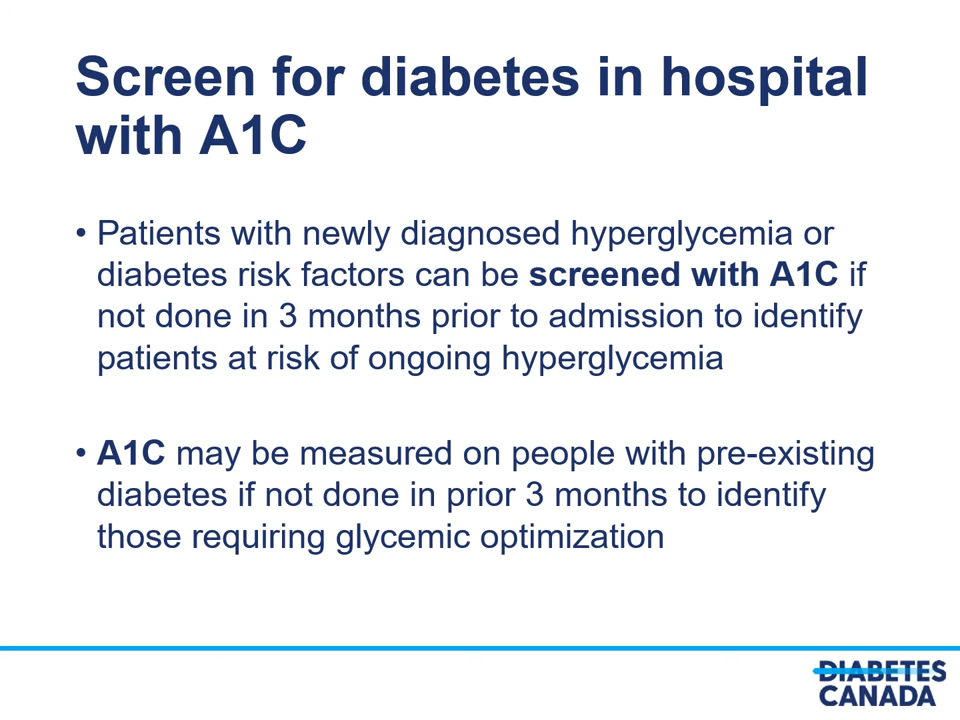 Screen for diabetes in hospital
with A1C
• Patients with newly diagnosed hyperglycemia or
diabetes risk factors can be screened with A1C if
not done in 3 months prior to admission to identify
patients at risk of ongoing hyperglycemia
• A1C may be measured on people with pre-existing
diabetes if not done in prior 3 months to identify
those requiring glycemic optimization
DIABETES
CANADA